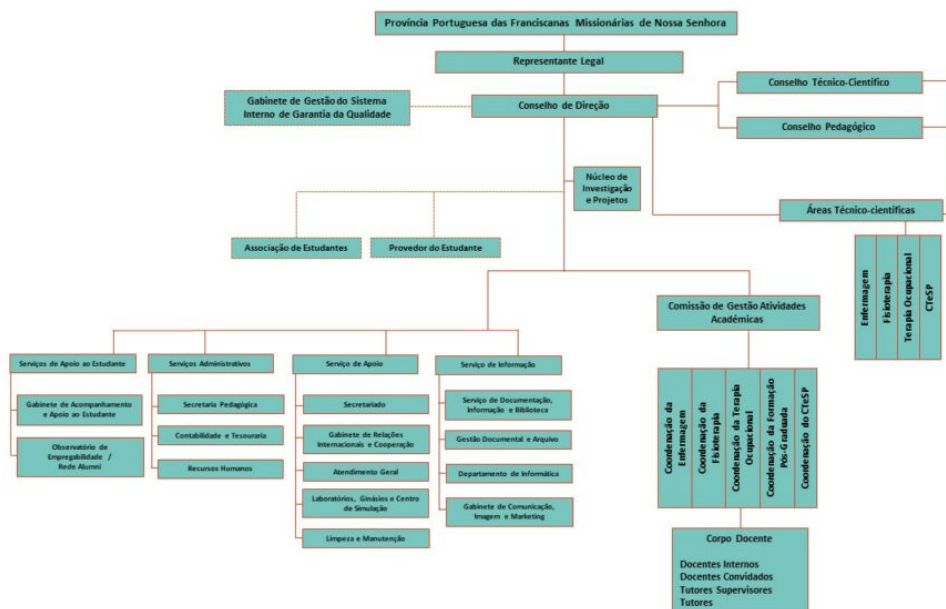 Província Portuguesa das Franciscanas Missionárias de Nossa Senhora
Representante Legal
Conselho Técnico-Científico
Gabinete de Gestão do Sistema
Interno de Garantia da Qualidade
Conselho de Direção
Conselho Pedagógico
Núcleo de
Investigação
e Projetos
Áreas Técnico-científicas
Associação de Estudantes
Provedor do Estudante
Enfermagem
Fisioterapia
Terapia Ocupacional
CTeSP
Comissão de Gestão Atividades
Académicas
Serviços de Apoio ao Estudante
Gabinete de Acompanhamento
e Apoio ao Estudante
Observatório de
Empregabilidade /
Rede Alumni
Serviços Administrativos
Secretaria Pedagógica
Contabilidade e Tesouraria
Recursos Humanos
Serviço de Apoio
Secretariado
Gabinete de Relações
Internacionais e Cooperação
Atendimento Geral
Laboratórios, Ginásios e Centro
de Simulação
Limpeza e Manutenção
Serviço de Informação
Serviço de Documentação,
Informação e Biblioteca
Gestão Documental e Arquivo
Departamento de Informática
Gabinete de Comunicação,
Imagem e Marketing
Coordenação da
Enfermagem
Coordenação da
Fisioterapia
Coordenação da Terapia
Ocupacional
Coordenação da Formação
Pós-Graduada
Coordenação do CTeSP
Corpo Docente
Docentes Internos
Docentes Convidados
Tutores Supervisores
Tutores